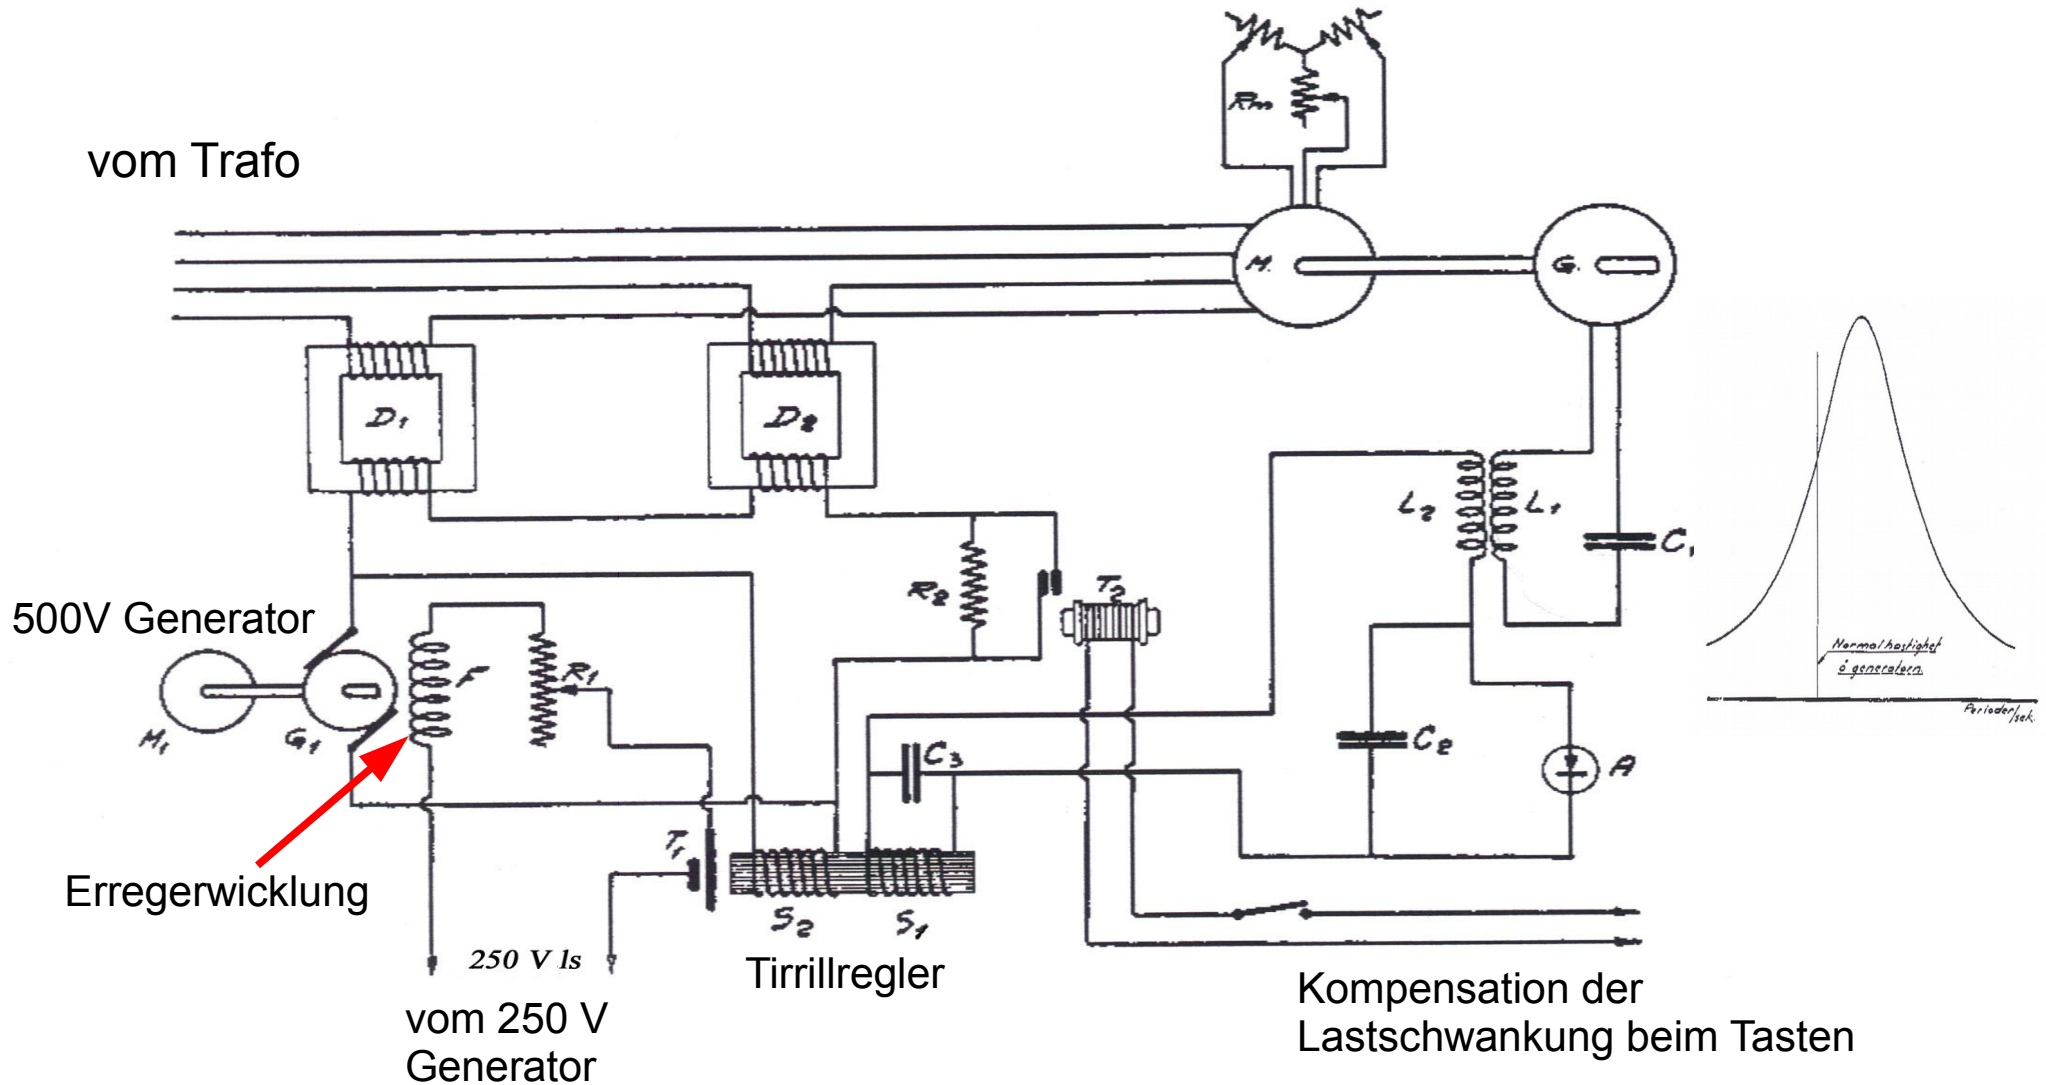 Rm
vom Trafo
M.
G.
D1
D2
L2
L1
C1
R2
T2
500V Generator
F
R1
Normalhastighet
å generatorn
Perioder/sek.
M1
G1
C3
C2
A
T1
Erregerwicklung
S2
S1
250 V ls
Tirrillregler
vom 250 V
Generator
Kompensation der
Lastschwankung beim Tasten